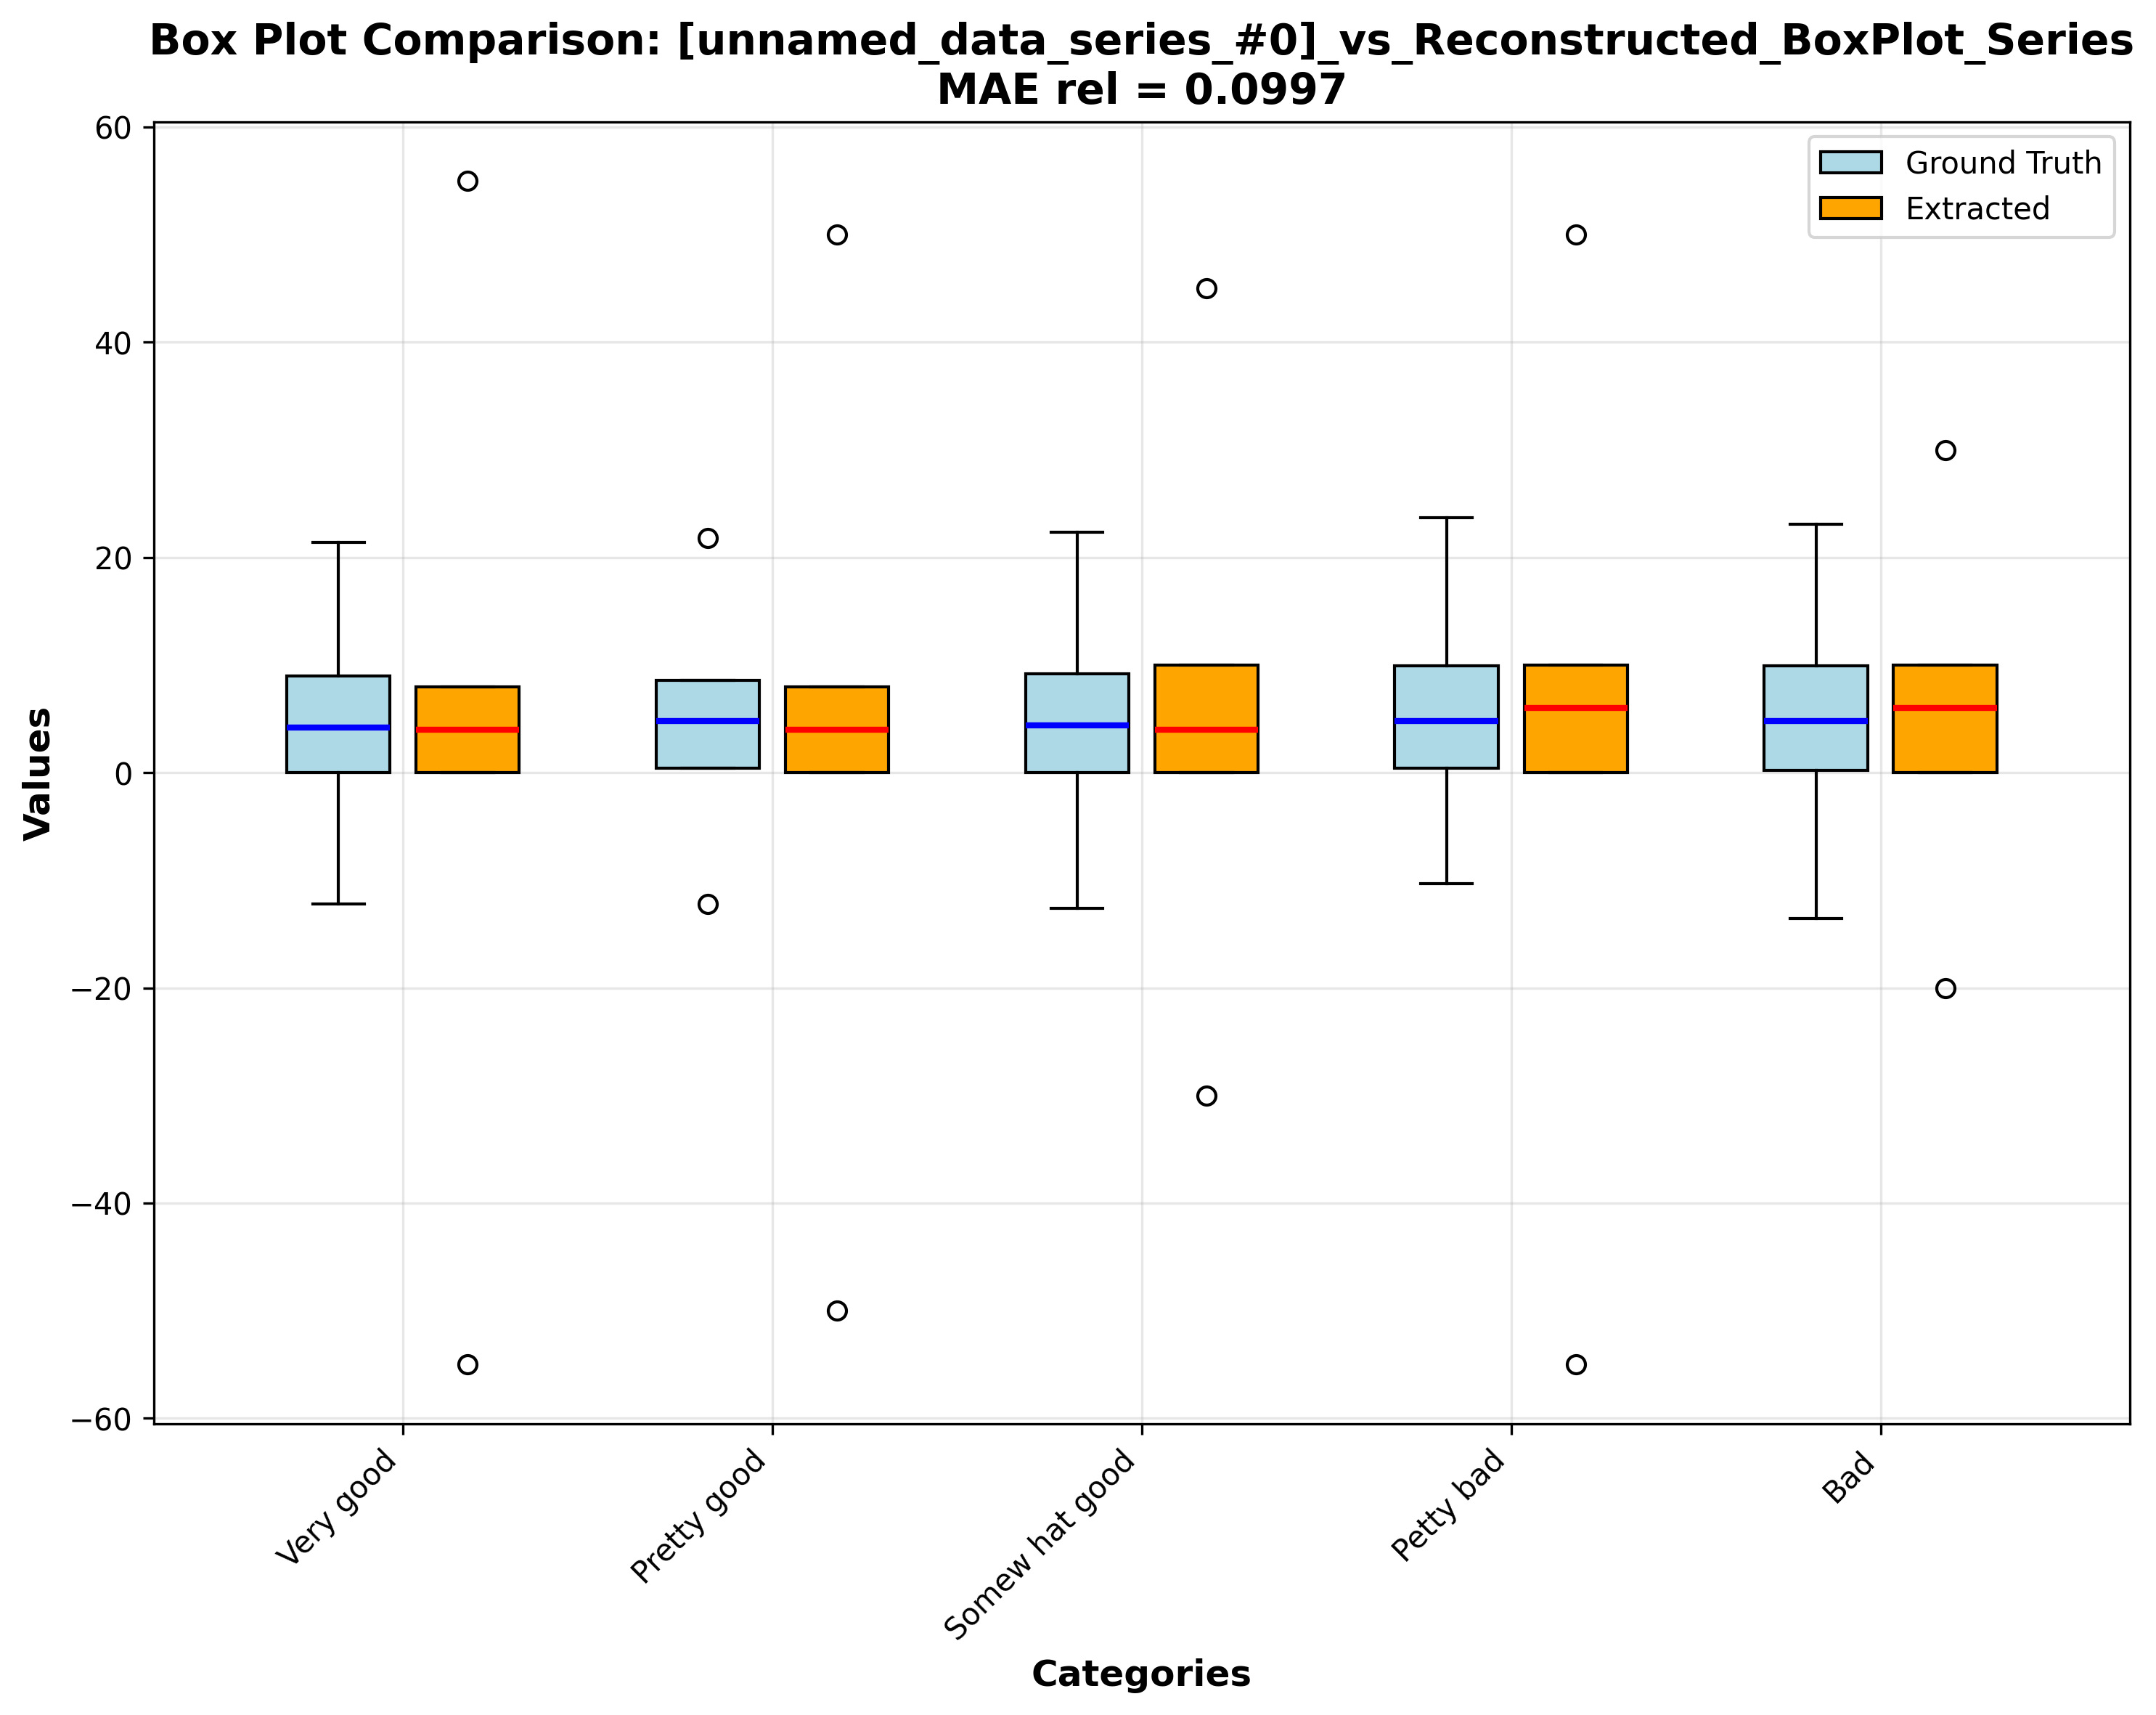 Box Plot Comparison: [unnamed_data_series_#0]_vs_Reconstructed_BoxPlot_Series
MAE rel = 0.0997
Ground Truth
Extracted
60
40
20
0
−20
−40
−60
Values
Very good
Pretty good
Somew hat good
Petty bad
Bad
Categories